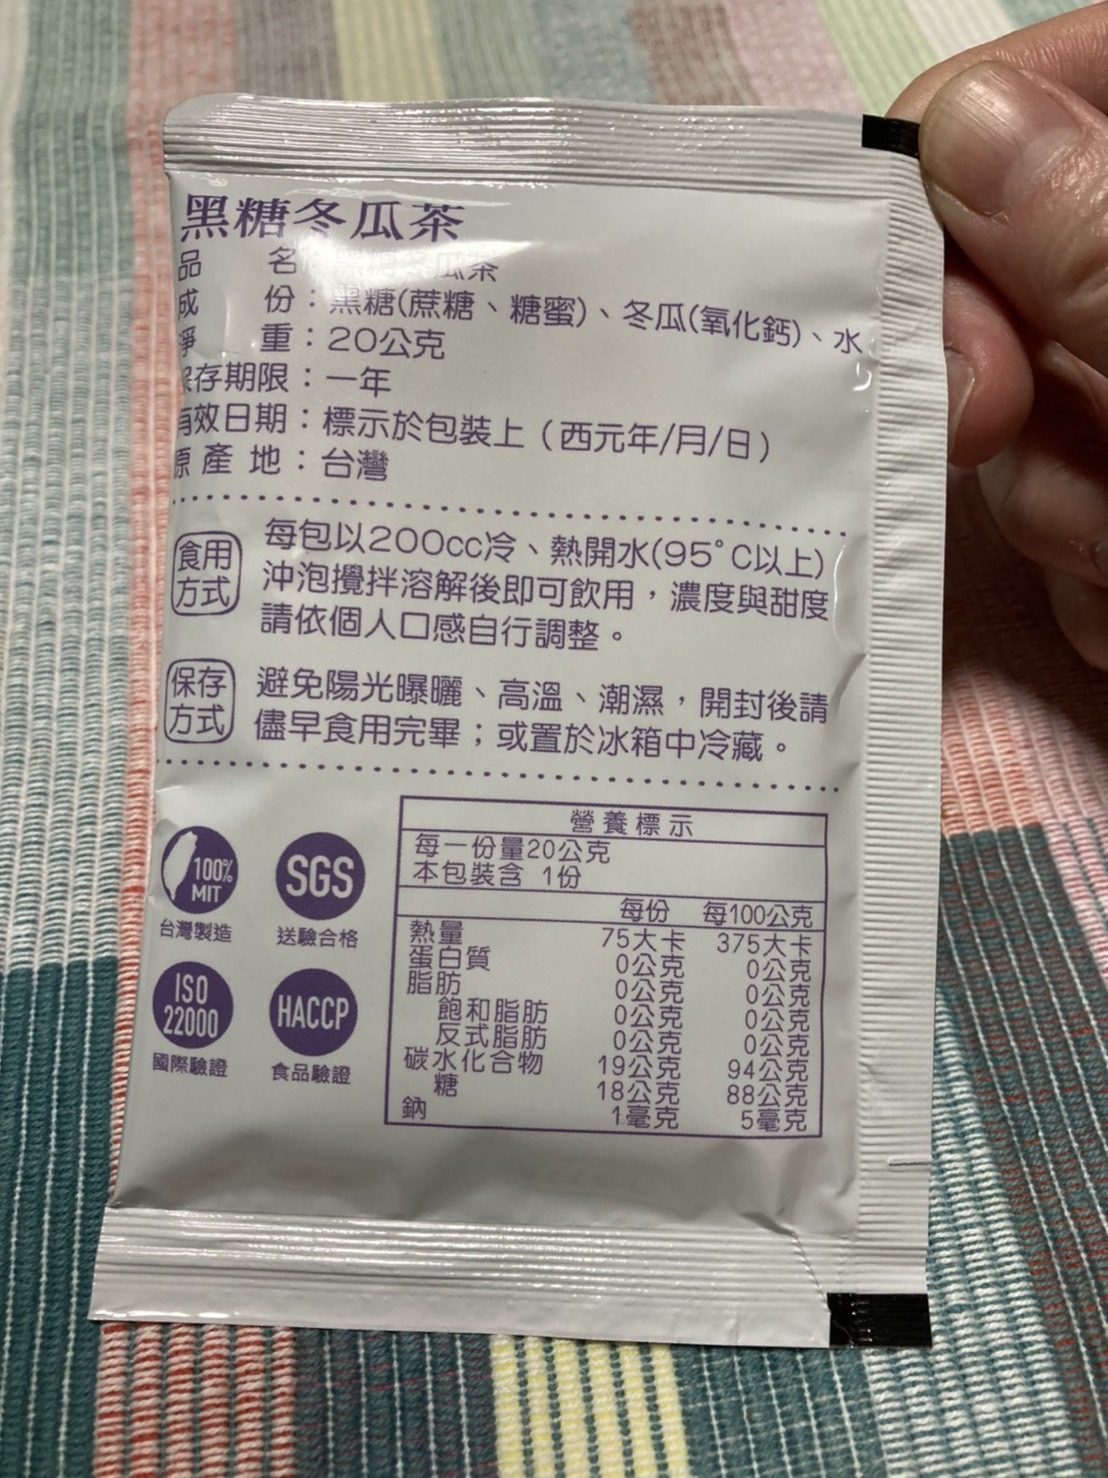 黑糖冬瓜茶
品名：黑糖冬瓜茶
成份：黑糖(蔗糖、糖蜜)、冬瓜(氧化鈣)、水
淨重：20公克
保存期限：一年
有效日期：標示於包裝上（西元年/月/日）
原產地：台灣
食用方式
每包以200cc冷、熱開水(95°C以上)
沖泡攪拌溶解後即可飲用，濃度與甜度
請依個人口感自行調整。
保存方式
避免陽光曝曬、高溫、潮濕，開封後請
儘早食用完畢；或置於冰箱中冷藏。
100% MIT
台灣製造
SGS
送驗合格
ISO 22000
國際驗證
HACCP
食品驗證
營養標示
每一份量20公克
本包裝含 1份
每份 每100公克
熱量 75大卡 375大卡
蛋白質 0公克 0公克
脂肪 0公克 0公克
飽和脂肪 0公克 0公克
反式脂肪 0公克 0公克
碳水化合物 19公克 94公克
糖 18公克 88公克
鈉 1毫克 5毫克